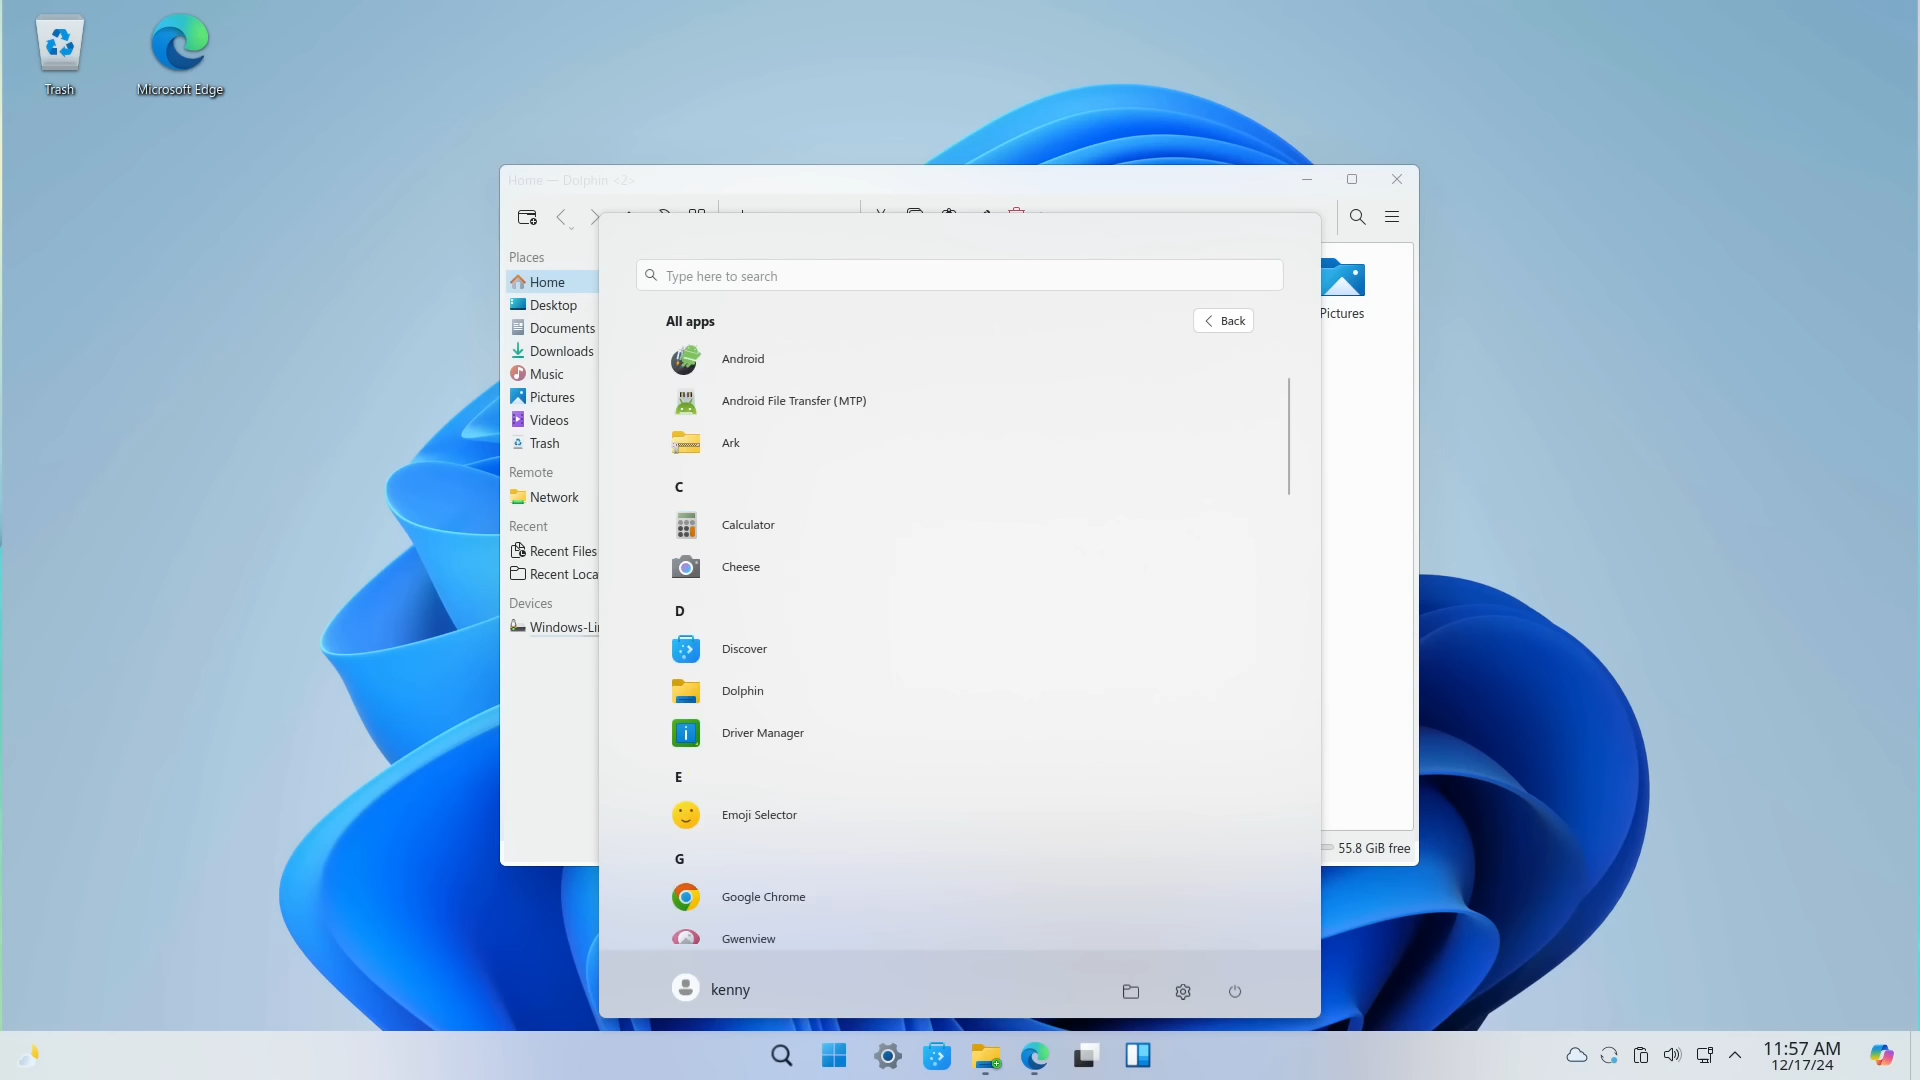 Trash
Microsoft Edge
Home — Dolphin <2>
Places
Home
Desktop
Documents
Downloads
Music
Pictures
Videos
Trash
Remote
Network
Recent
Recent Files
Recent Loca
Devices
Windows-Li
Pictures
55.8 GiB free
Type here to search
All apps
Back
Android
Android File Transfer (MTP)
Ark
C
Calculator
Cheese
D
Discover
Dolphin
Driver Manager
E
Emoji Selector
G
Google Chrome
Gwenview
kenny
11:57 AM
12/17/24